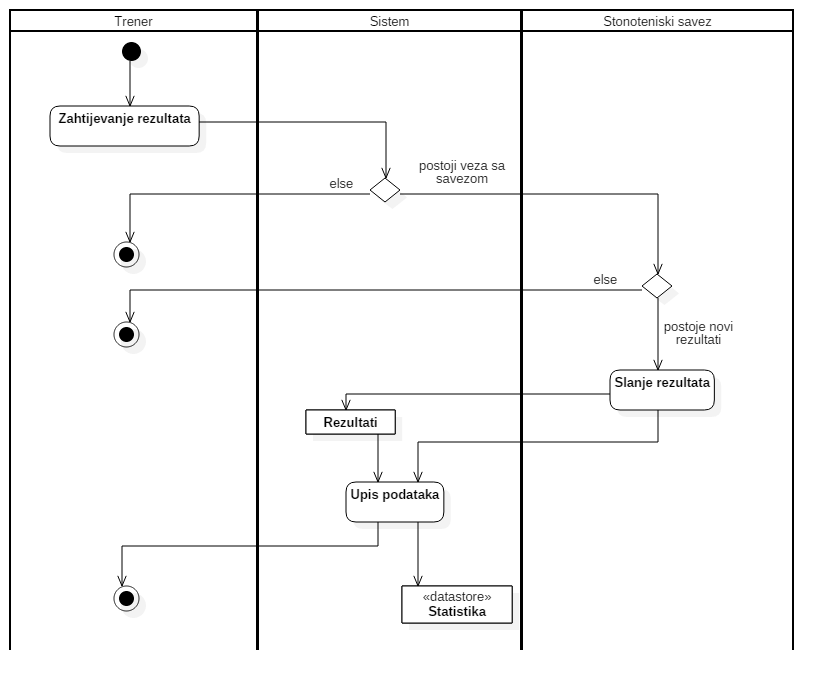 Trener
Sistem
Stonoteniski savez
Zahtijevanje rezultata
postoji veza sa
savezom
else
else
postoje novi
rezultati
Slanje rezultata
Rezultati
Upis podataka
«datastore»
Statistika